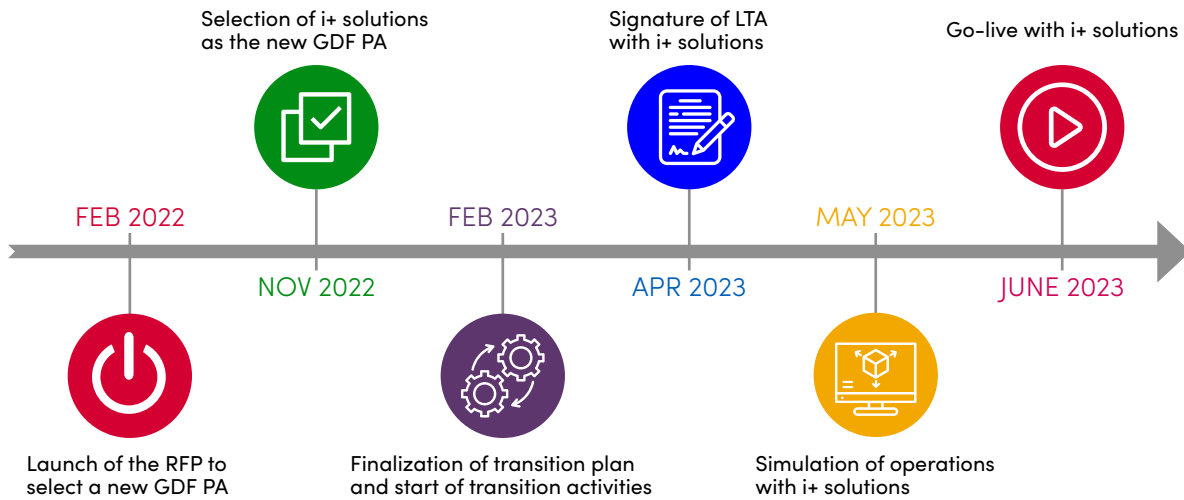 Selection of i+ solutions
as the new GDF PA
Signature of LTA
with i+ solutions
Go-live with i+ solutions
FEB 2022
FEB 2023
MAY 2023
NOV 2022
APR 2023
JUNE 2023
Launch of the RFP to
select a new GDF PA
Finalization of transition plan
and start of transition activities
Simulation of operations
with i+ solutions